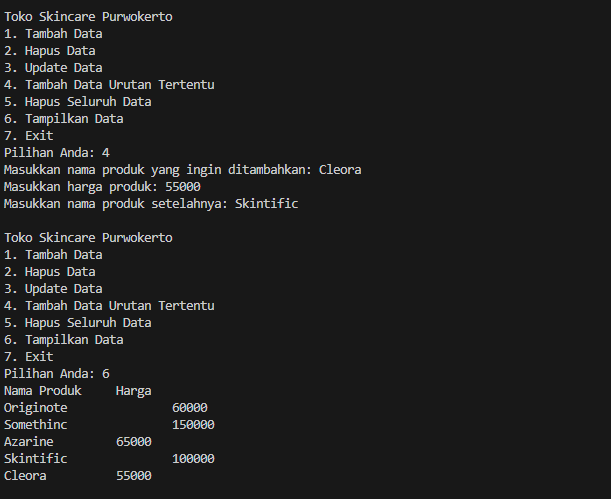 Toko Skincare Purwokerto
1. Tambah Data
2. Hapus Data
3. Update Data
4. Tambah Data Urutan Tertentu
5. Hapus Seluruh Data
6. Tampilkan Data
7. Exit
Pilihan Anda: 4
Masukkan nama produk yang ingin ditambahkan: Cleora
Masukkan harga produk: 55000
Masukkan nama produk setelahnya: Skintific

Toko Skincare Purwokerto
1. Tambah Data
2. Hapus Data
3. Update Data
4. Tambah Data Urutan Tertentu
5. Hapus Seluruh Data
6. Tampilkan Data
7. Exit
Pilihan Anda: 6
Nama Produk     Harga
Originote               60000
Somethinc               150000
Azarine         65000
Skintific               100000
Cleora          55000